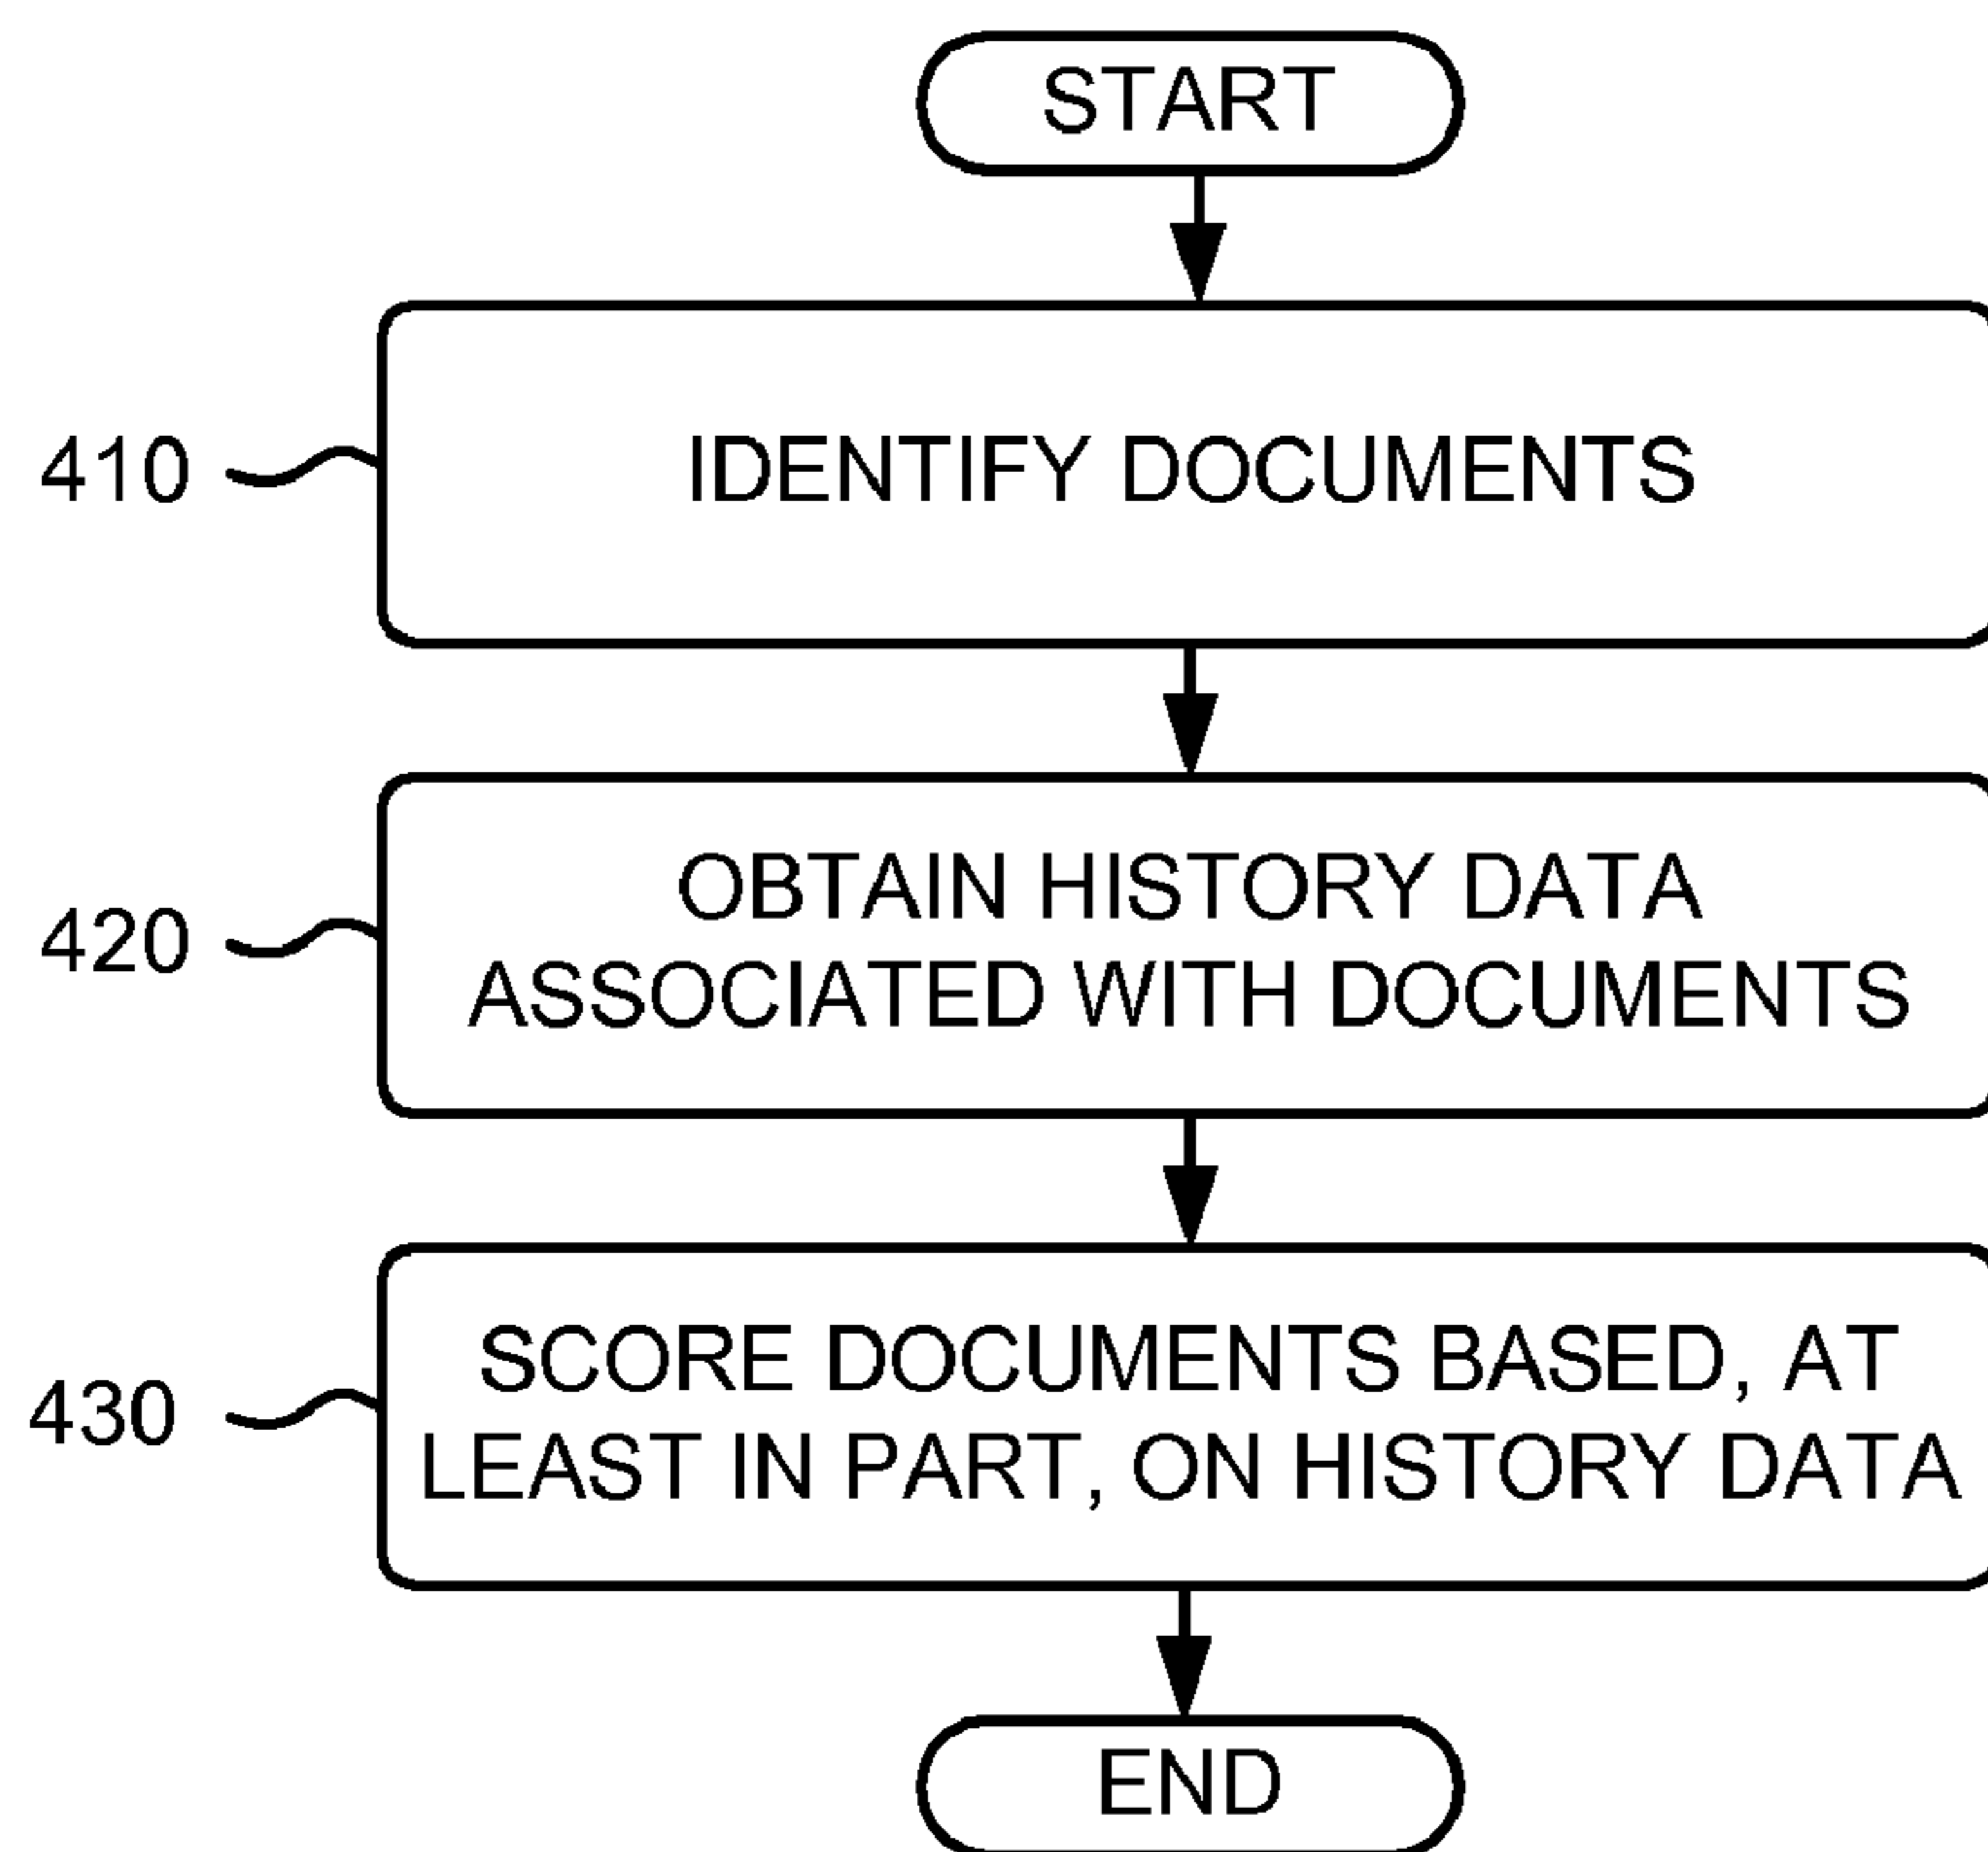 START
410
IDENTIFY DOCUMENTS
420
OBTAIN HISTORY DATA
ASSOCIATED WITH DOCUMENTS
430
SCORE DOCUMENTS BASED, AT
LEAST IN PART, ON HISTORY DATA
END